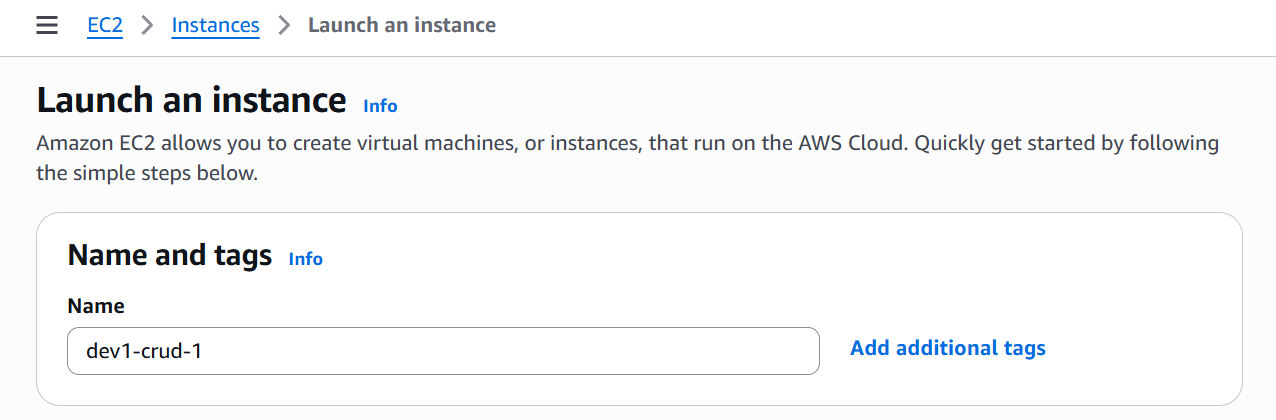 EC2 > Instances > Launch an instance
Launch an instance Info
Amazon EC2 allows you to create virtual machines, or instances, that run on the AWS Cloud. Quickly get started by following
the simple steps below.
Name and tags Info
Name
dev1-crud-1 Add additional tags